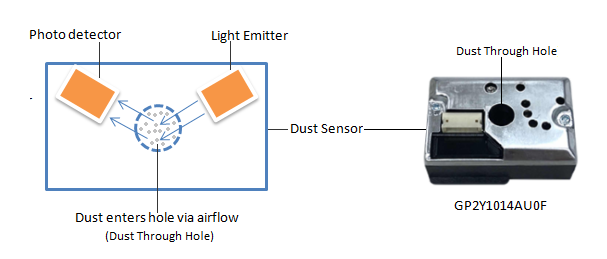 Photo detector
Light Emitter
Dust Through Hole
Dust Sensor
Dust enters hole via airflow
(Dust Through Hole)
GP2Y1014AU0F